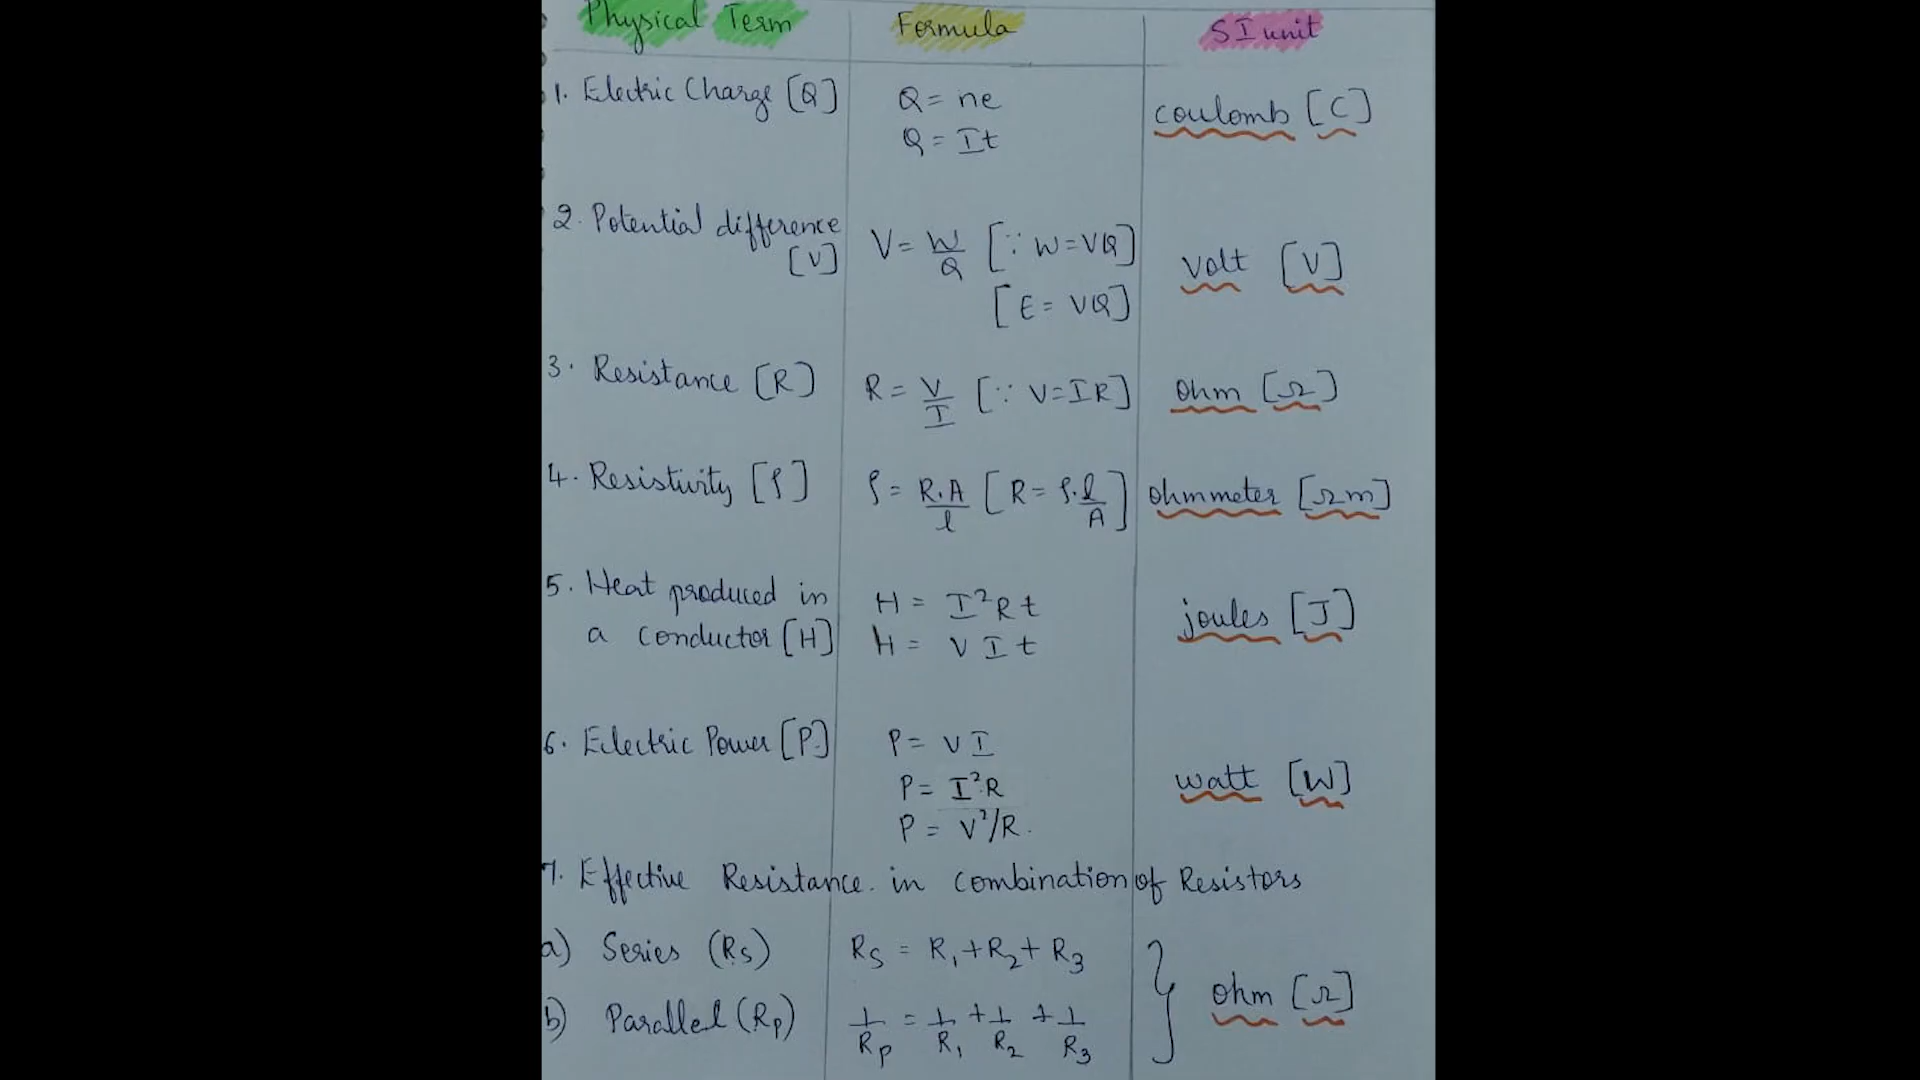 Physical Term Formula SI unit
1. Electric Charge [Q] Q = ne coulomb [C]
Q = It
2. Potential difference [V] V = W/Q [∵ W = VQ] volt [V]
[E = VQ]
3. Resistance [R] R = V/I [∵ V = IR] ohm [Ω]
4. Resistivity [ρ] ρ = R.A/l [R = ρ.l/A] ohmmeter [Ωm]
5. Heat produced in H = I²Rt joules [J]
a conductor [H] H = VIt
6. Electric Power [P] P = VI watt [W]
P = I²R
P = V²/R.
7. Effective Resistance. in combination of Resistors
a) Series (Rs) Rs = R₁ + R₂ + R₃
ohm [Ω]
b) Parallel (Rp) 1/Rp = 1/R₁ + 1/R₂ + 1/R₃